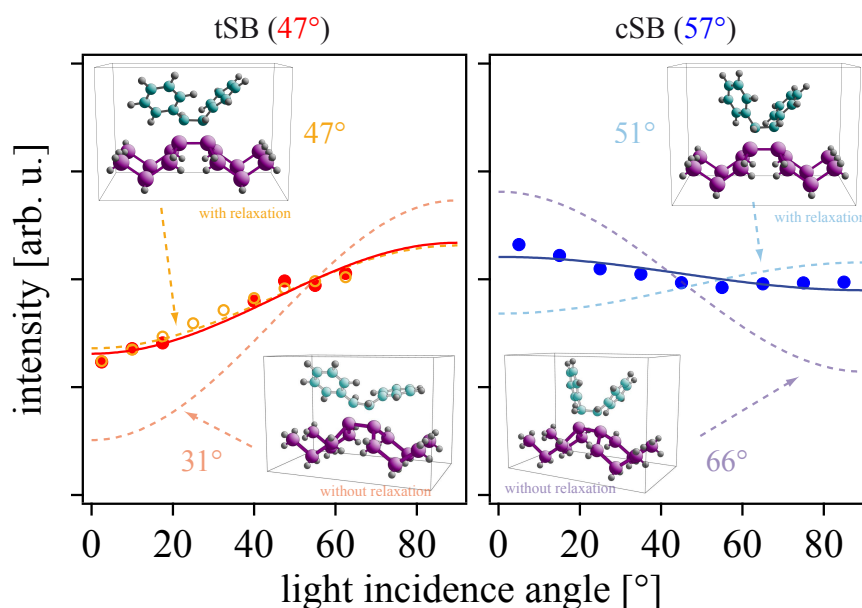 tSB (47°)
cSB (57°)
intensity [arb. u.]
47°
with relaxation
31°
without relaxation
51°
with relaxation
66°
without relaxation
0 20 40 60 80
0 20 40 60 80
light incidence angle [°]